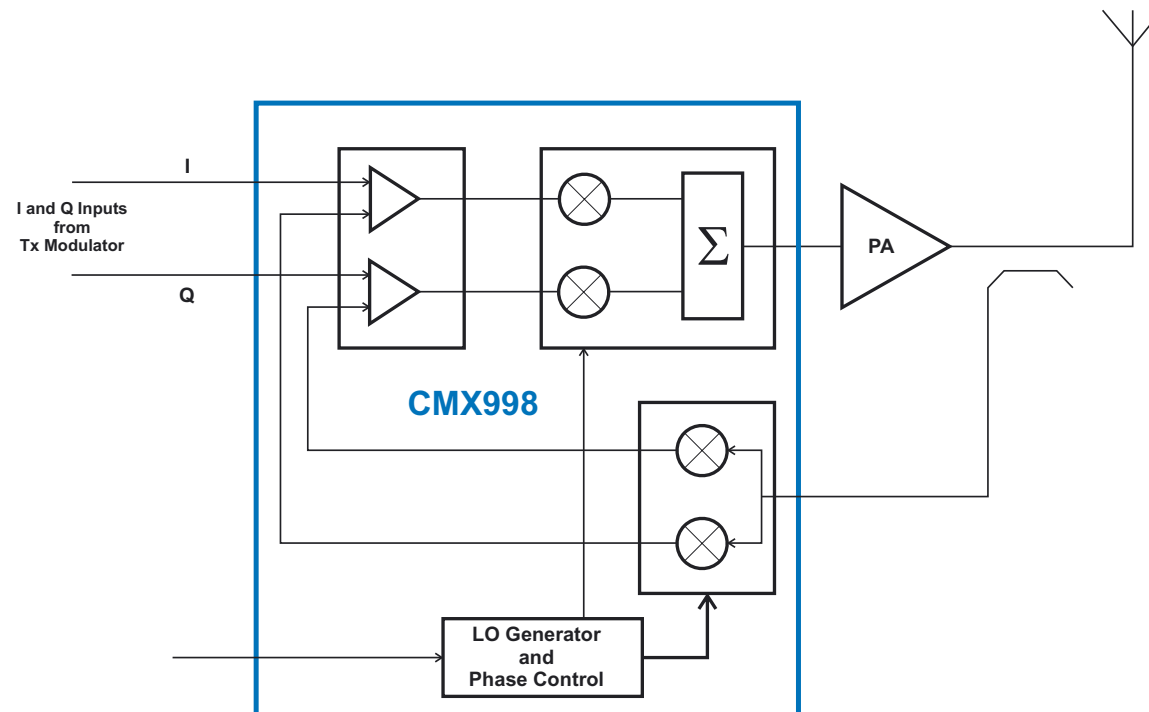 I
I and Q Inputs
from
Tx Modulator
Q
Σ
PA
CMX998
LO Generator
and
Phase Control